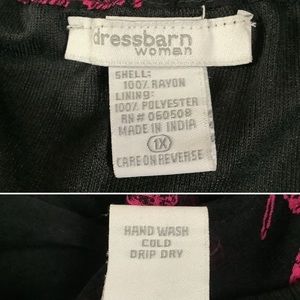 dressbarn
woman
SHELL:
100% RAYON
LINING:
100% POLYESTER
RN# 060508
MADE IN INDIA
1X
CARE ON REVERSE
HAND WASH
COLD
DRIP DRY